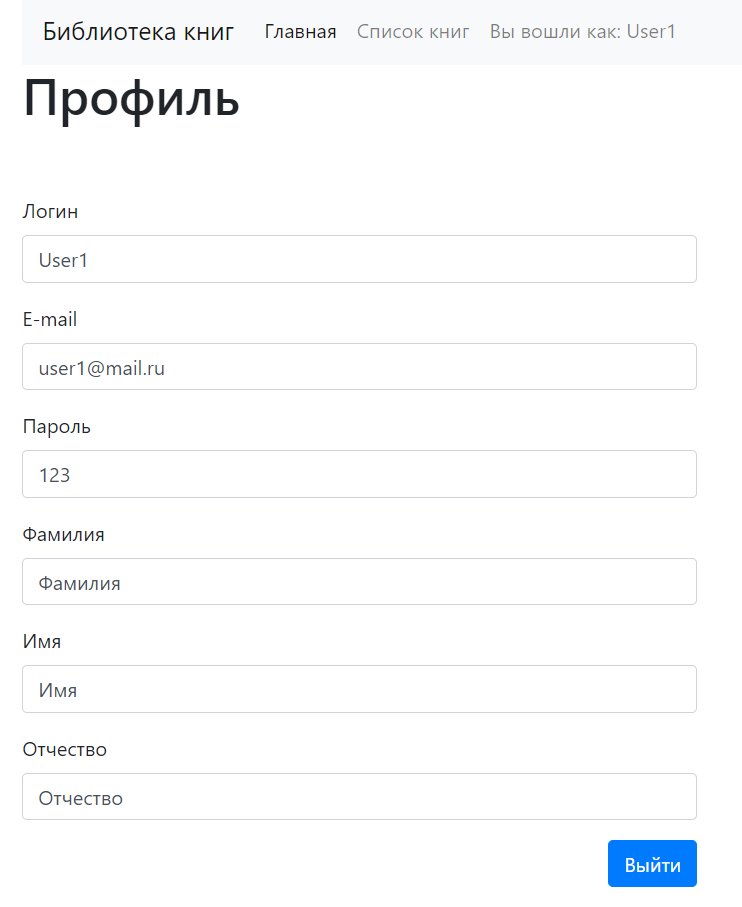 Библиотека книг Главная Список книг Вы вошли как: User1
Профиль
Логин
User1
E-mail
user1@mail.ru
Пароль
123
Фамилия
Фамилия
Имя
Имя
Отчество
Отчество
Выйти